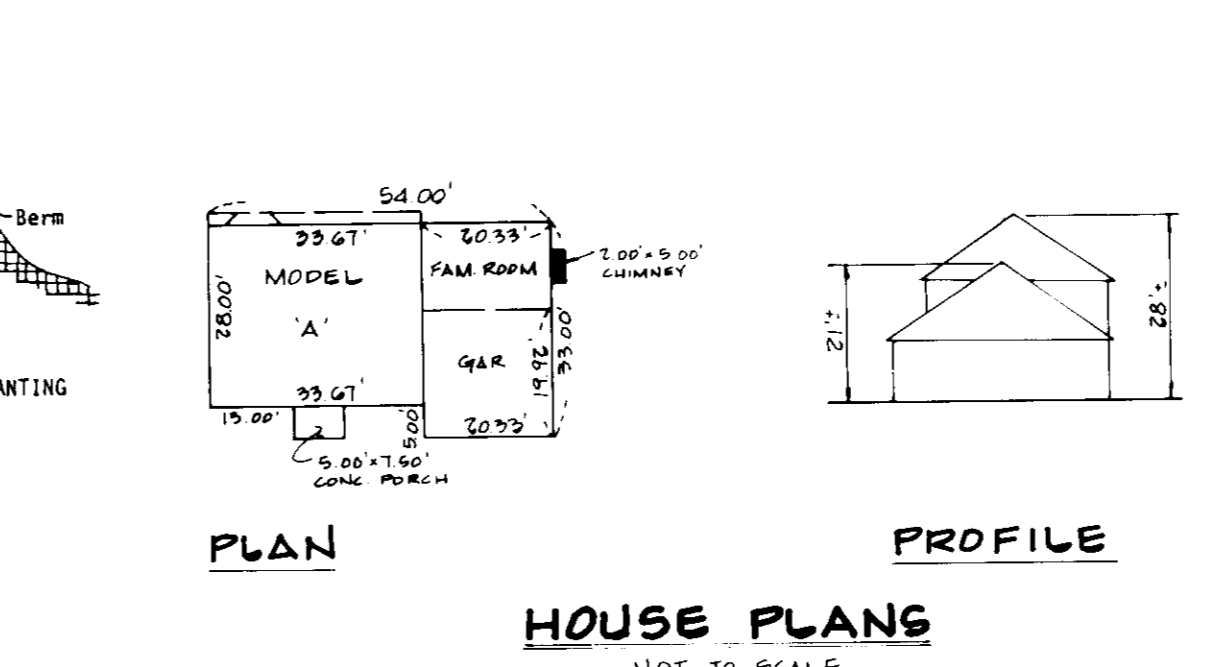 Berm
ANTING
54.00'
33.67'
20.33'
2.00' x 5.00'
CHIMNEY
MODEL
'A'
FAM. ROOM
28.00'
GAR
19.92'
33.00'
33.67'
13.00'
5.00'
20.33'
5.00' x 7.50'
CONC. PORCH
PLAN
21'±
28'±
PROFILE
HOUSE PLANS
NOT TO SCALE